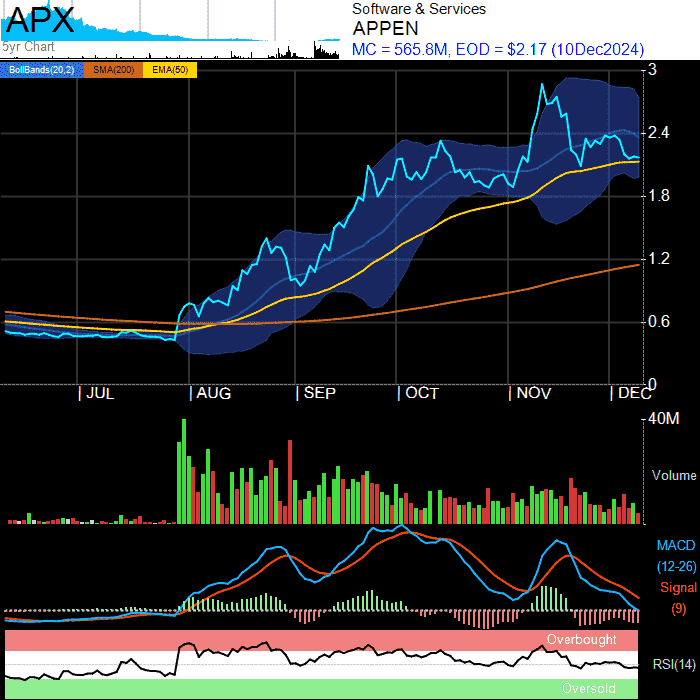 APX
5yr Chart
Software & Services
APPEN
MC = 565.8M, EOD = $2.17 (10Dec2024)
BollBands(20,2) SMA(200) EMA(50)
3
2.4
1.8
1.2
0.6
0
| JUL | AUG | SEP | OCT | NOV | DEC
40M
Volume
MACD
(12-26)
Signal
(9)
Overbought
RSI(14)
Oversold